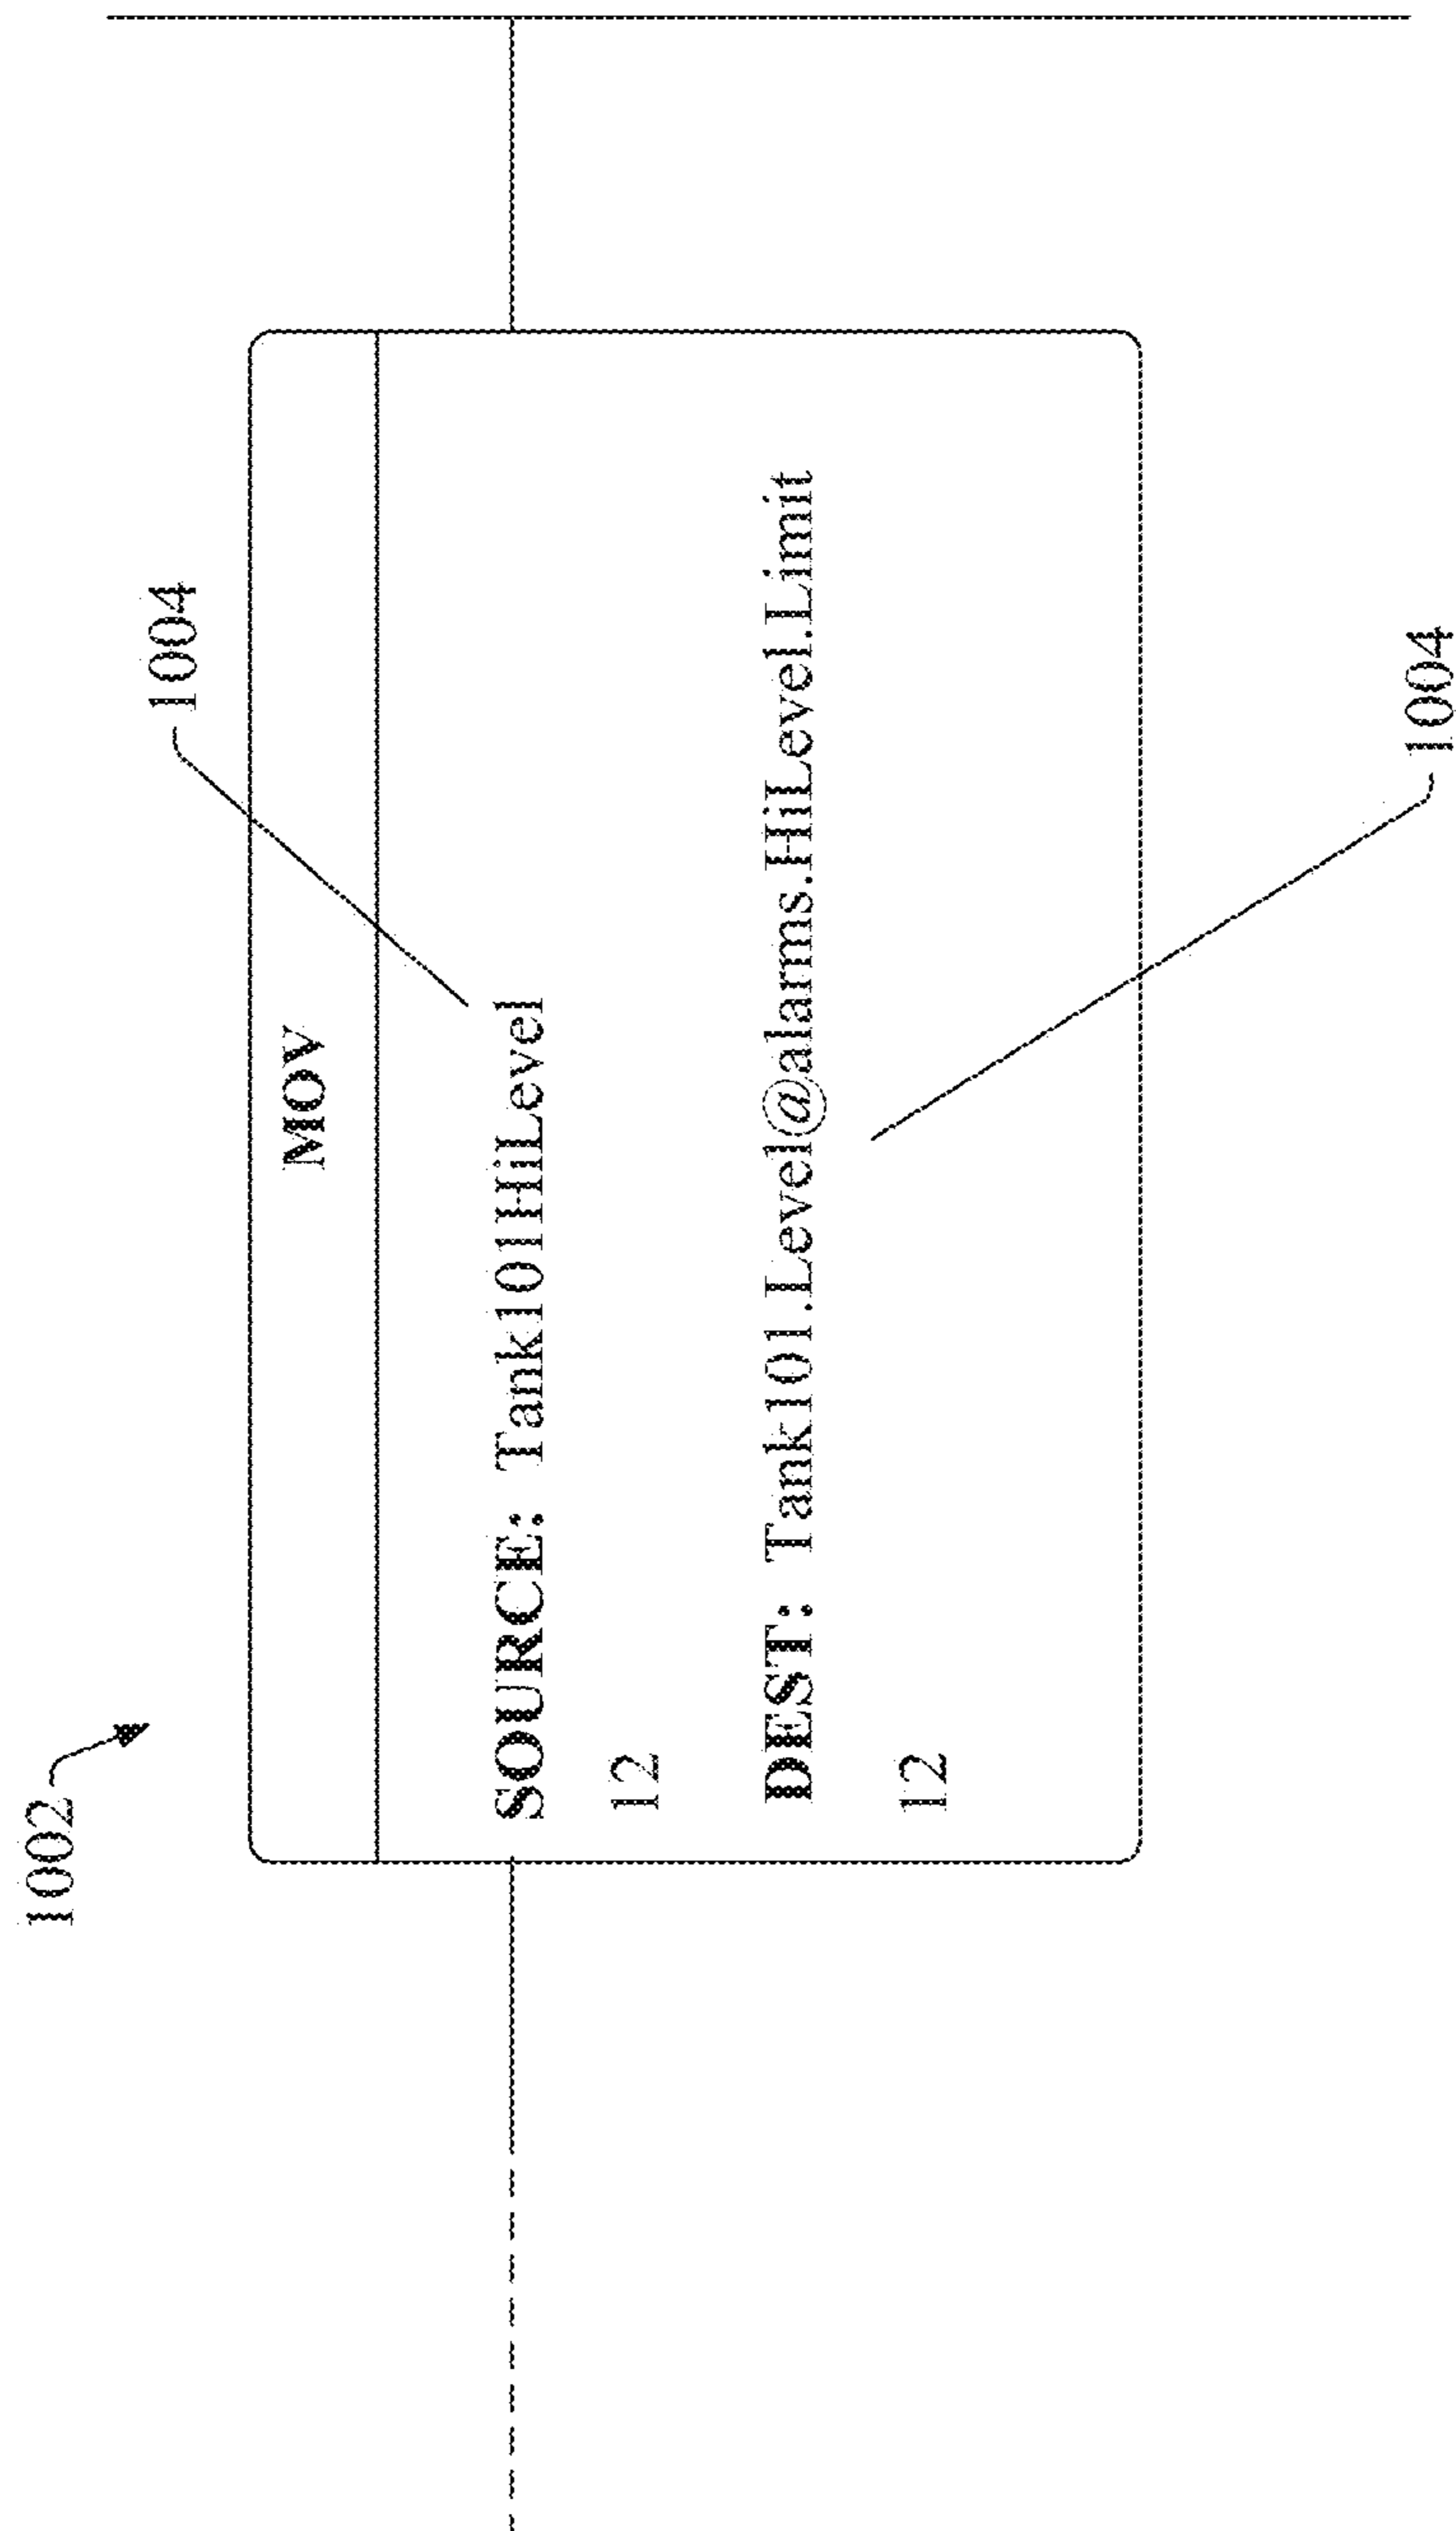 1002
1004
MOV
SOURCE: Tank101HiLevel
12
DEST: Tank101.Level@alarms.HiLevel.Limit
12
1004